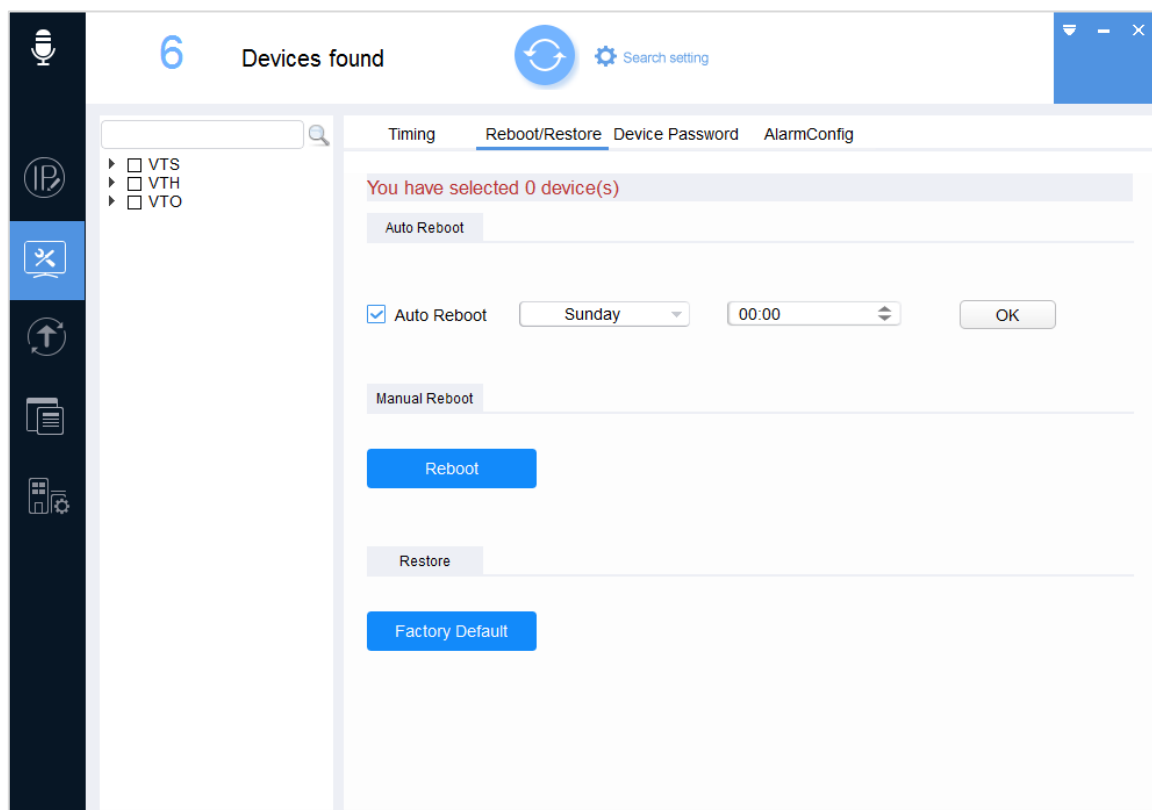 6 Devices found Search setting
Timing Reboot/Restore Device Password AlarmConfig
VTS
VTH
VTO
You have selected 0 device(s)
Auto Reboot
Auto Reboot Sunday 00:00 OK
Manual Reboot
Reboot
Restore
Factory Default
IP